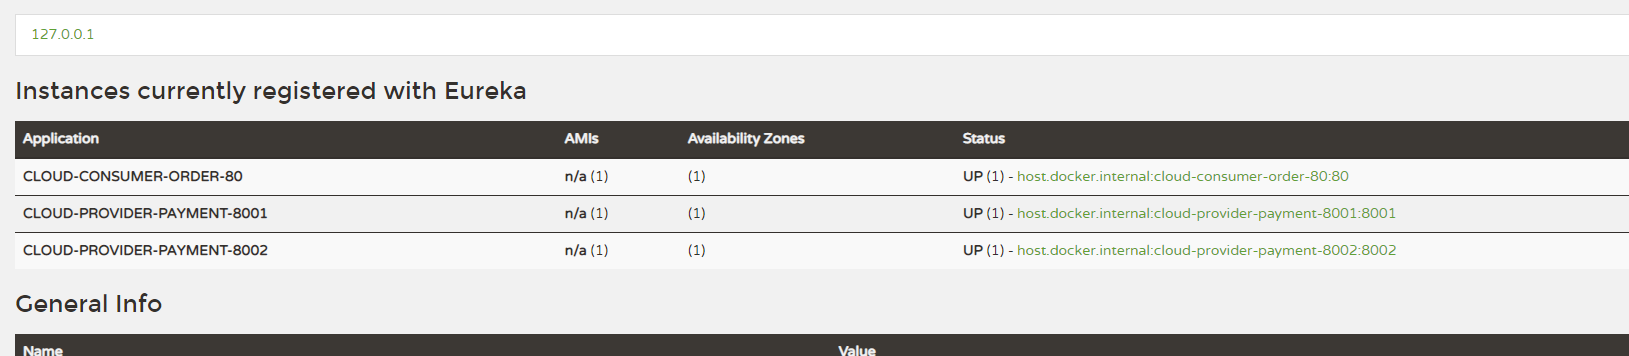 127.0.0.1
Instances currently registered with Eureka
Application AMIs Availability Zones Status
CLOUD-CONSUMER-ORDER-80 n/a (1) (1) UP (1) - host.docker.internal:cloud-consumer-order-80:80
CLOUD-PROVIDER-PAYMENT-8001 n/a (1) (1) UP (1) - host.docker.internal:cloud-provider-payment-8001:8001
CLOUD-PROVIDER-PAYMENT-8002 n/a (1) (1) UP (1) - host.docker.internal:cloud-provider-payment-8002:8002
General Info
Name Value